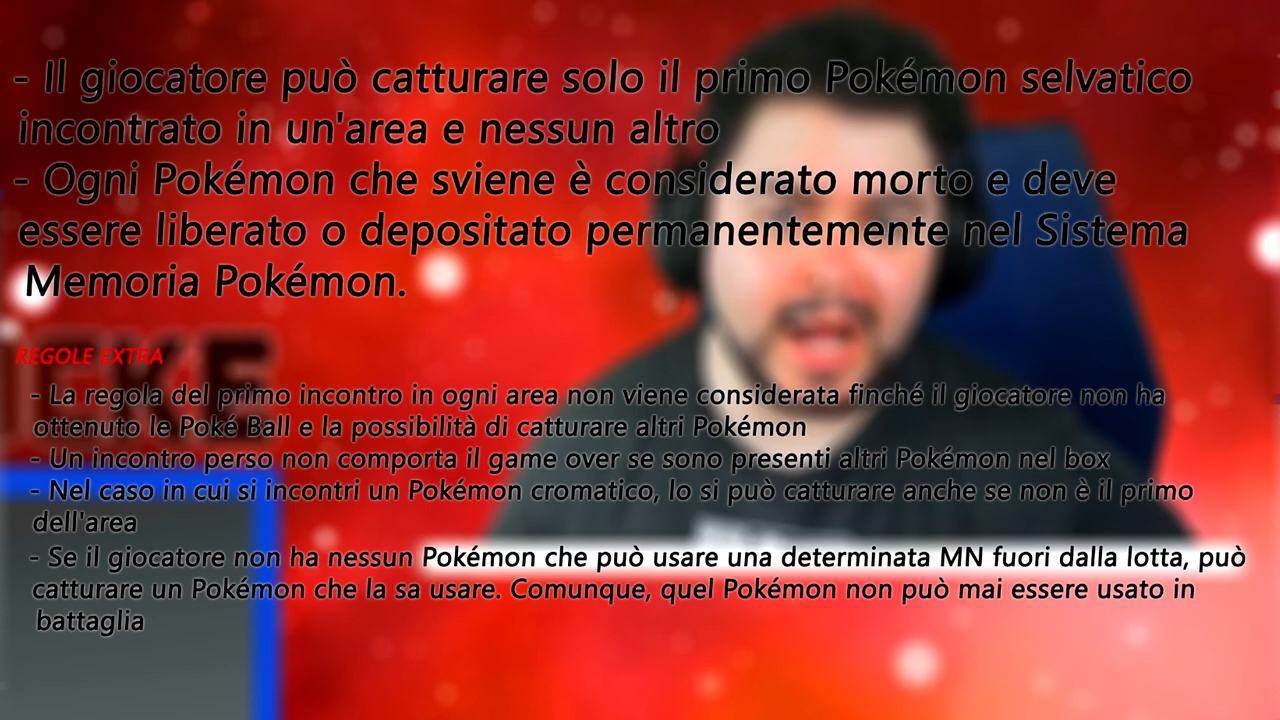 - Il giocatore può catturare solo il primo Pokémon selvatico
incontrato in un'area e nessun altro
- Ogni Pokémon che sviene è considerato morto e deve
essere liberato o depositato permanentemente nel Sistema
Memoria Pokémon.
REGOLE EXTRA
- La regola del primo incontro in ogni area non viene considerata finché il giocatore non ha
ottenuto le Poké Ball e la possibilità di catturare altri Pokémon
- Un incontro perso non comporta il game over se sono presenti altri Pokémon nel box
- Nel caso in cui si incontri un Pokémon cromatico, lo si può catturare anche se non è il primo
dell'area
- Se il giocatore non ha nessun Pokémon che può usare una determinata MN fuori dalla lotta, può
catturare un Pokémon che la sa usare. Comunque, quel Pokémon non può mai essere usato in
battaglia